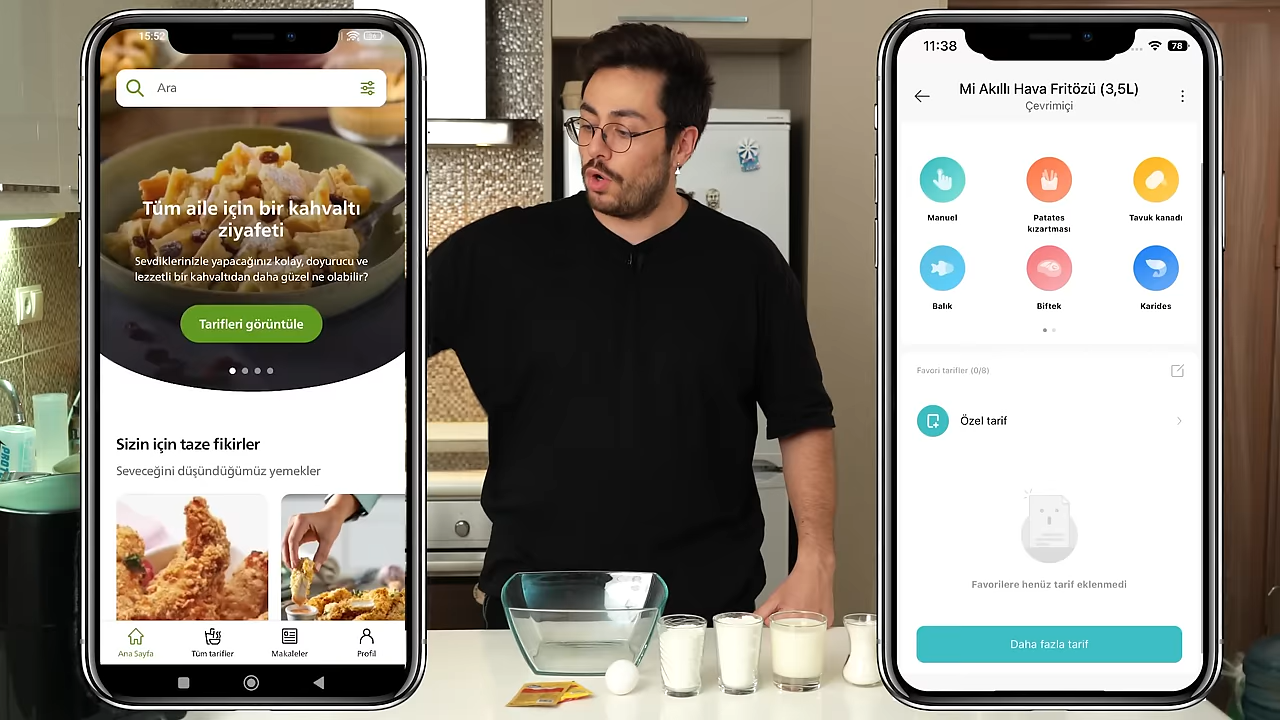 15:52
Ara
Tüm aile için bir kahvaltı
ziyafeti
Sevdiklerinizle yapacağınız kolay, doyurucu ve
lezzetli bir kahvaltıdan daha güzel ne olabilir?
Tarifleri görüntüle
Sizin için taze fikirler
Seveceğini düşündüğümüz yemekler
Ana Sayfa
Tüm tarifler
Makaleler
Profil
11:38
78
Mi Akıllı Hava Fritözü (3,5L)
Çevrimiçi
Manuel
Patates
kızartması
Tavuk kanadı
Balık
Biftek
Karides
Favori tarifler (0/8)
Özel tarif
Favorilere henüz tarif eklenmedi
Daha fazla tarif